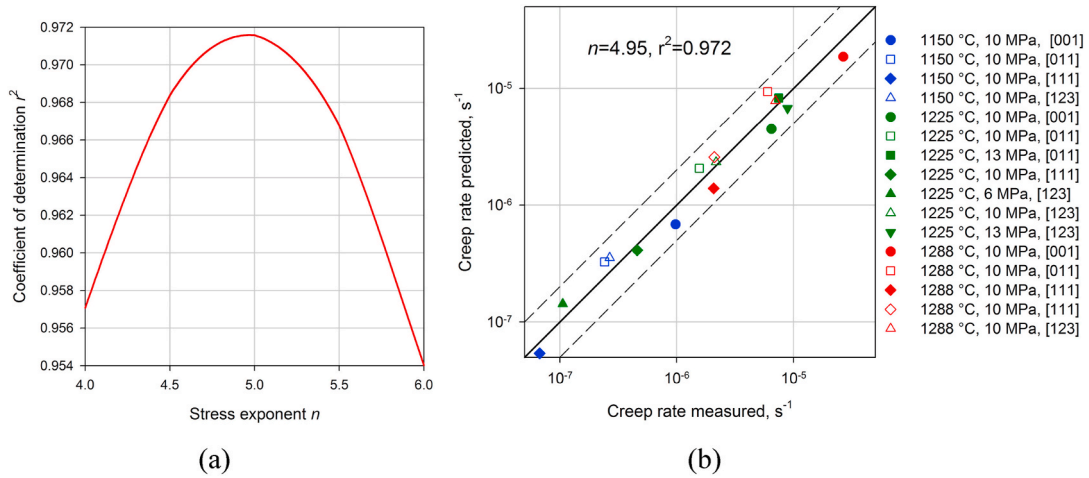 0.972
0.970
0.968
0.966
0.964
0.962
0.960
0.958
0.956
0.954
Coefficient of determination r²
4.0 4.5 5.0 5.5 6.0
Stress exponent n
(a)
n=4.95, r²=0.972
10⁻⁵
10⁻⁶
10⁻⁷
Creep rate predicted, s⁻¹
10⁻⁷ 10⁻⁶ 10⁻⁵
Creep rate measured, s⁻¹
(b)
1150 °C, 10 MPa, [001]
1150 °C, 10 MPa, [011]
1150 °C, 10 MPa, [111]
1150 °C, 10 MPa, [123]
1225 °C, 10 MPa, [001]
1225 °C, 10 MPa, [011]
1225 °C, 13 MPa, [011]
1225 °C, 10 MPa, [111]
1225 °C, 6 MPa, [123]
1225 °C, 10 MPa, [123]
1225 °C, 13 MPa, [123]
1288 °C, 10 MPa, [001]
1288 °C, 10 MPa, [011]
1288 °C, 10 MPa, [111]
1288 °C, 10 MPa, [111]
1288 °C, 10 MPa, [123]